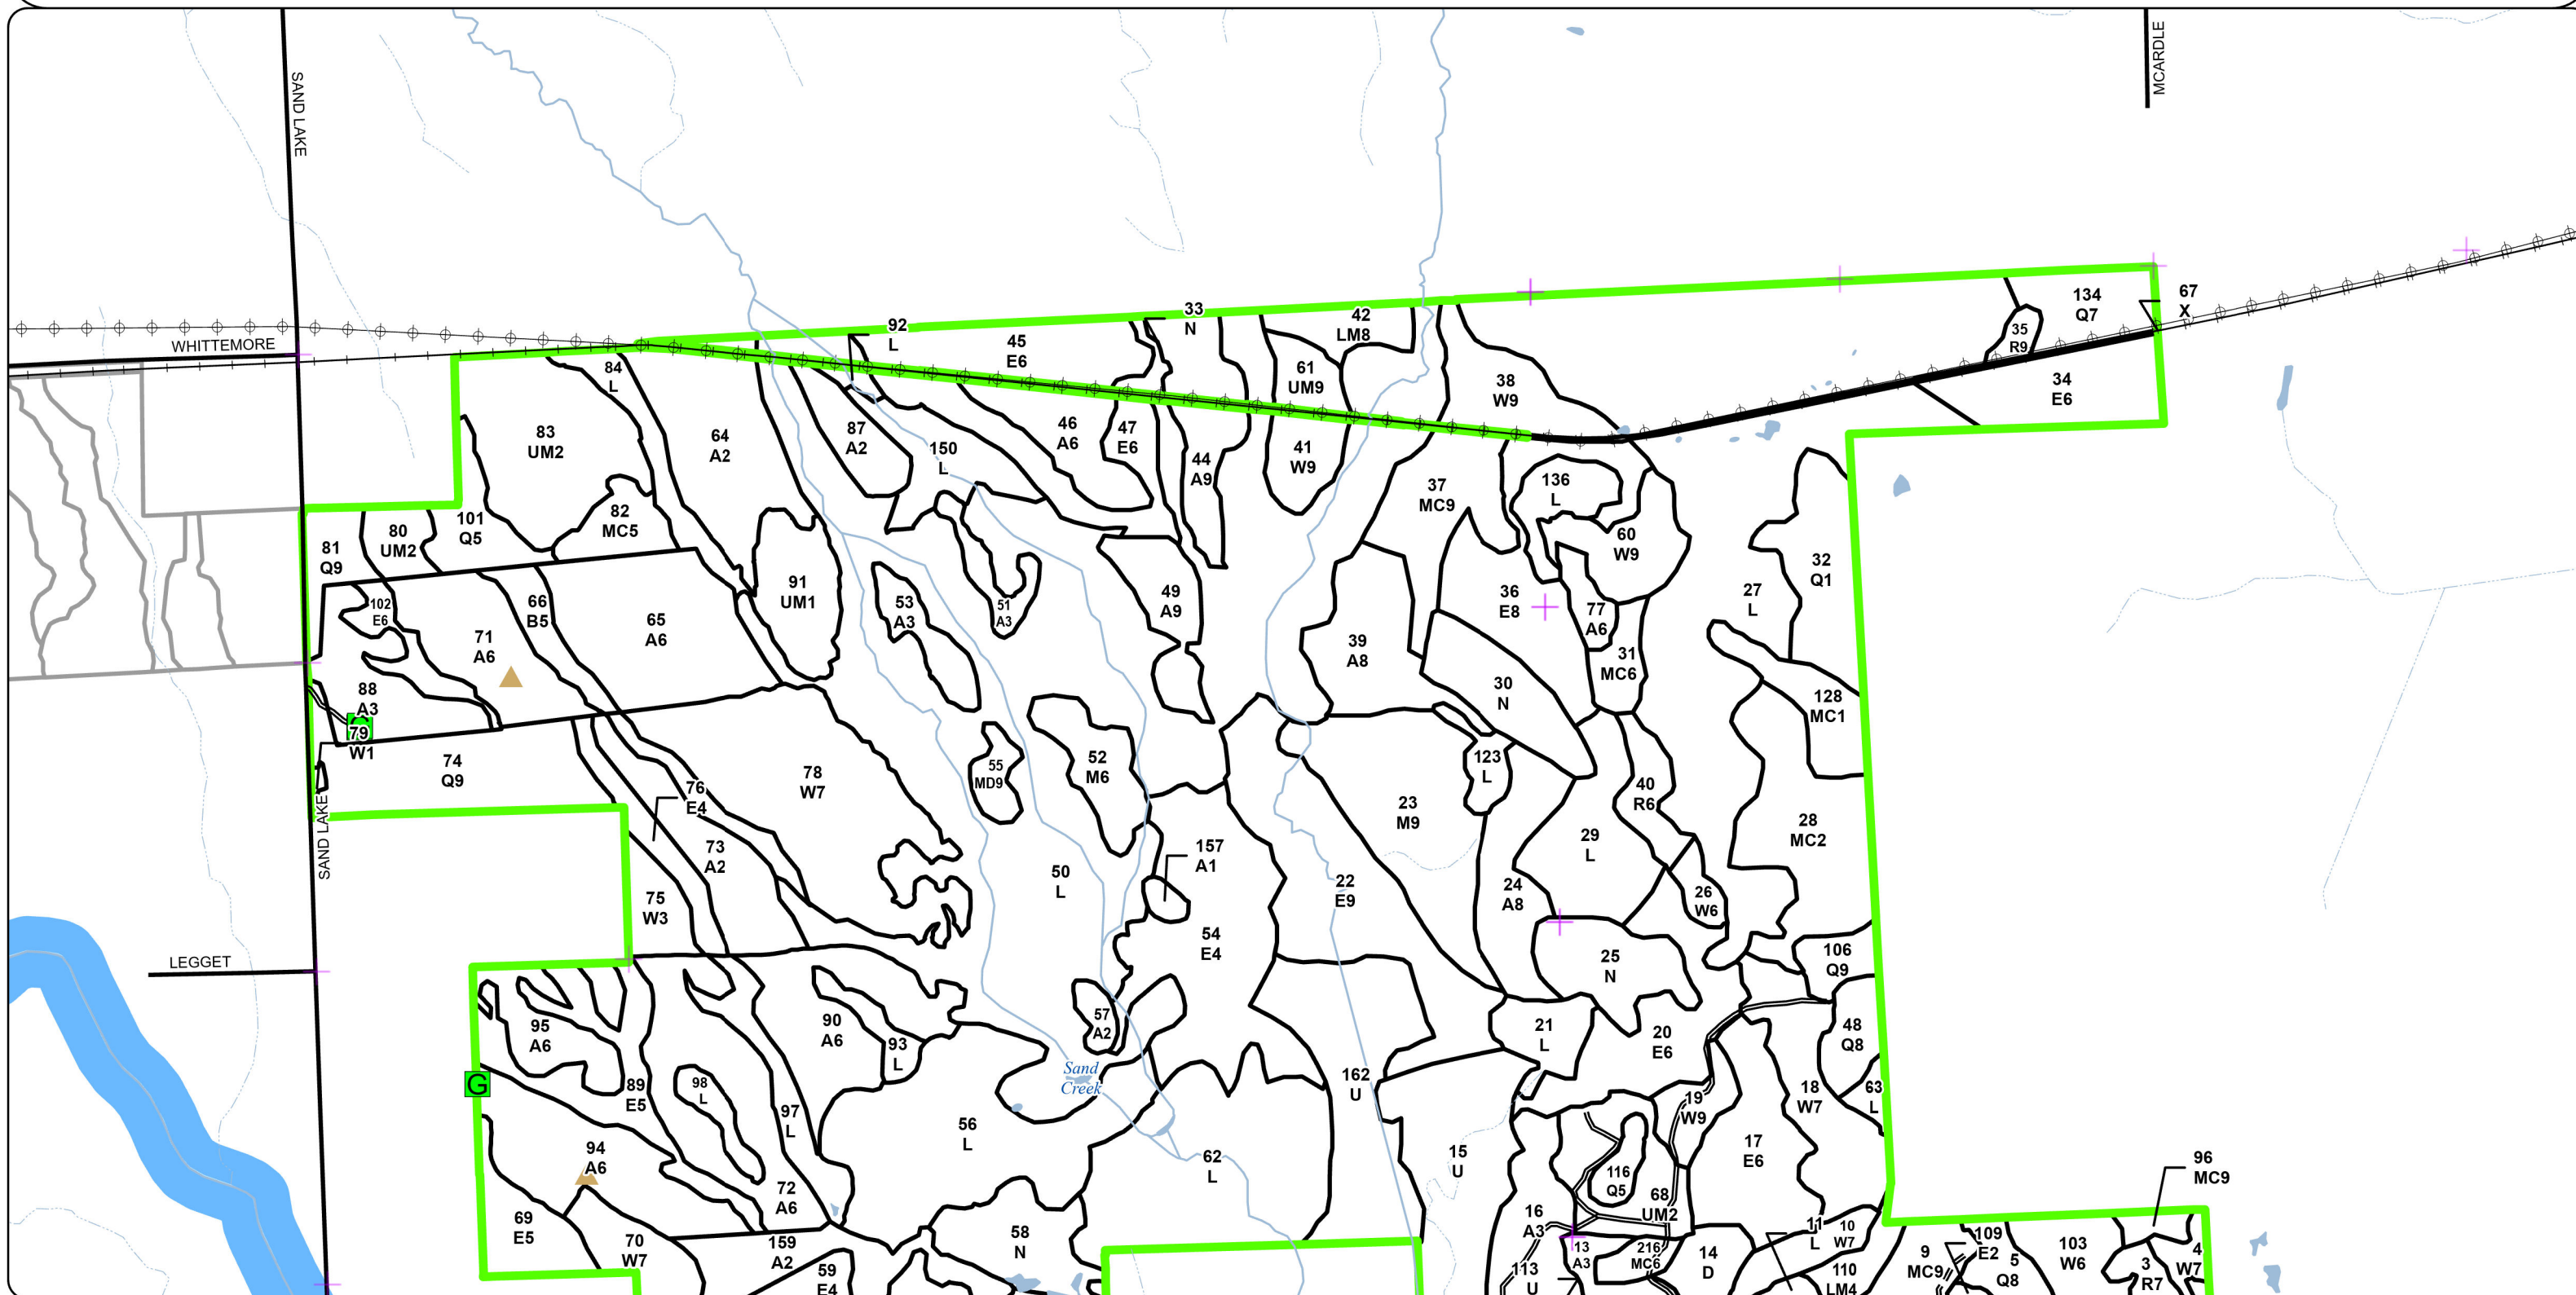 MCARDLE
SAND LAKE
WHITTEMORE
92
L
33
N
42
LM8
134
Q7
67
X
45
E6
35
R9
84
L
61
UM9
38
W9
34
E6
83
UM2
64
A2
87
A2
150
L
46
A6
47
E6
44
A9
41
W9
37
MC9
136
L
82
MC5
101
Q5
80
UM2
81
Q9
60
W9
32
Q1
27
L
91
UM1
53
A3
51
A3
49
A9
36
E8
77
A6
102
E6
66
B5
65
A6
71
A6
39
A8
31
MC6
30
N
128
MC1
88
A3
79
W1
74
Q9
78
W7
55
MD9
52
M6
123
L
40
R6
76
E4
23
M9
28
MC2
SAND LAKE
73
A2
157
A1
29
L
50
L
22
E9
24
A8
26
W6
75
W3
54
E4
25
N
106
Q9
LEGGET
57
A2
95
A6
90
A6
93
L
21
L
20
E6
48
Q8
G
89
E5
98
L
Sand
Creek
162
U
18
W7
63
L
97
L
56
L
19
W9
17
E6
94
A6
62
L
15
U
116
Q5
96
MC9
72
A6
68
UM2
69
E5
70
W7
159
A2
58
N
16
A3
11
L
10
W7
109
E2
103
W6
13
A3
216
MC6
14
D
9
MC9
5
Q8
3
R7
4
W7
59
E4
113
U
110
LM4